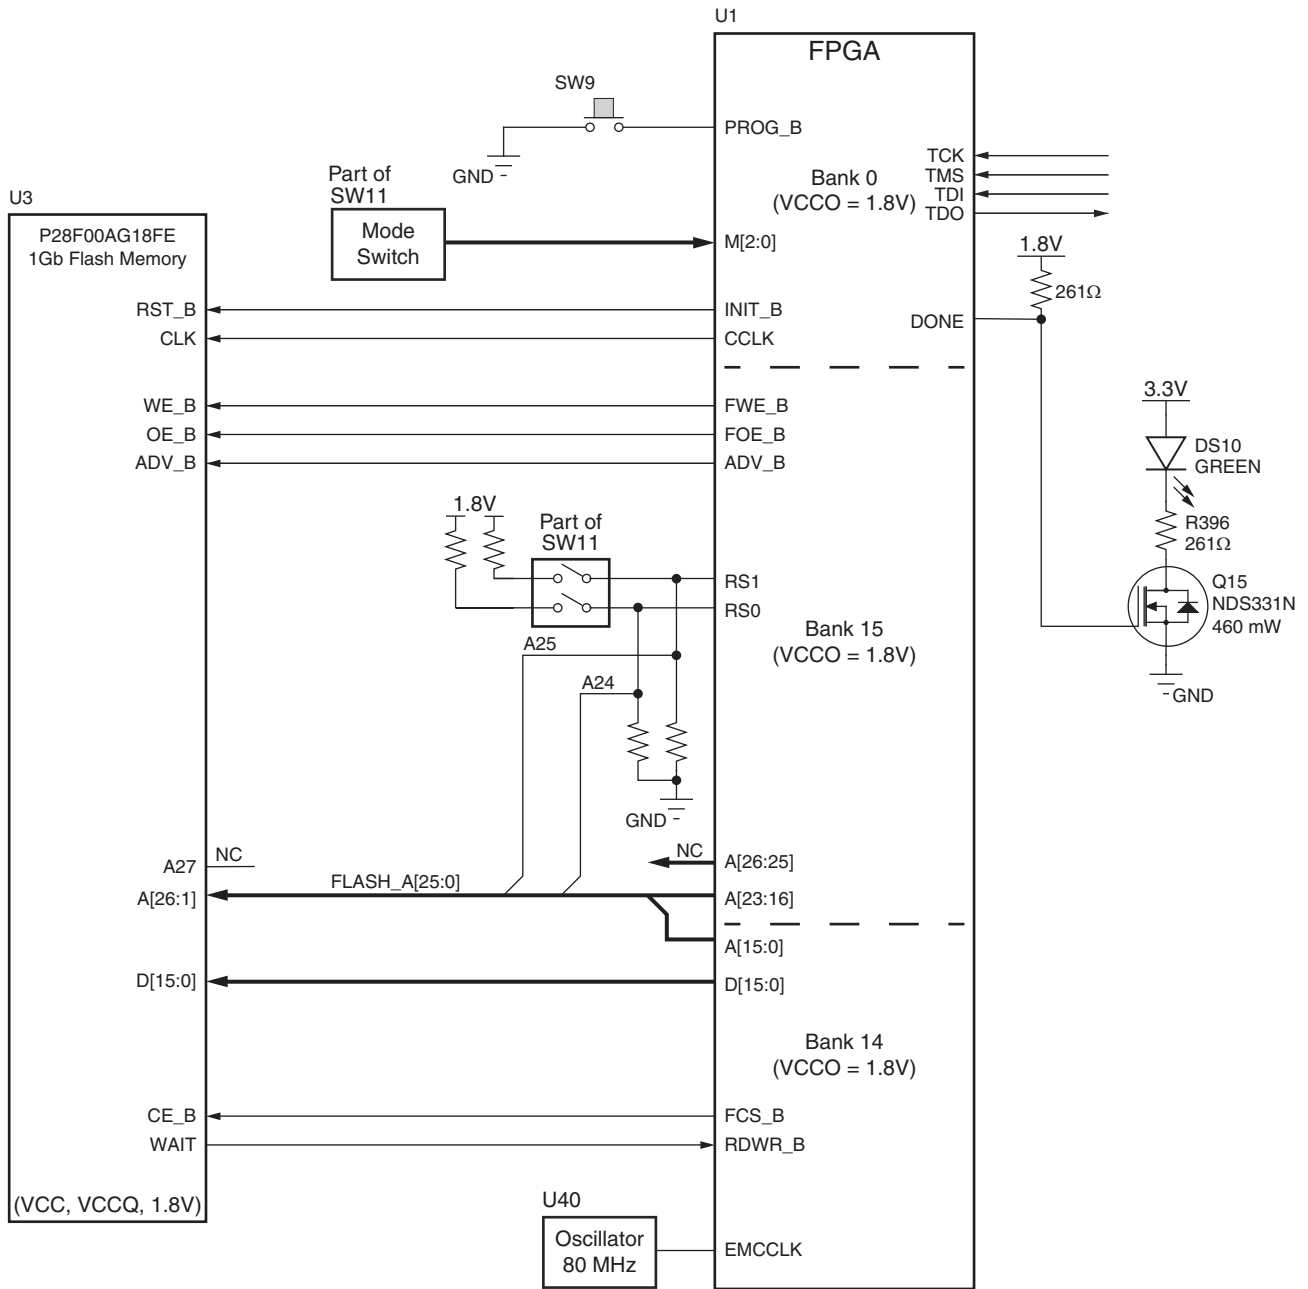 U1
FPGA
SW9
PROG_B
GND
Bank 0
(VCCO = 1.8V)
TCK
TMS
TDI
TDO
Part of
SW11
Mode
Switch
M[2:0]
U3
P28F00AG18FE
1Gb Flash Memory
1.8V
261Ω
RST_B
INIT_B
DONE
CLK
CCLK
WE_B
FWE_B
OE_B
FOE_B
ADV_B
ADV_B
3.3V
DS10
GREEN
R396
261Ω
Q15
NDS331N
460 mW
GND
1.8V
Part of
SW11
RS1
RS0
Bank 15
(VCCO = 1.8V)
A25
A24
GND
A27
NC
NC
A[26:25]
A[26:1]
FLASH_A[25:0]
A[23:16]
A[15:0]
D[15:0]
D[15:0]
Bank 14
(VCCO = 1.8V)
CE_B
FCS_B
WAIT
RDWR_B
(VCC, VCCQ, 1.8V)
U40
Oscillator
80 MHz
EMCCLK